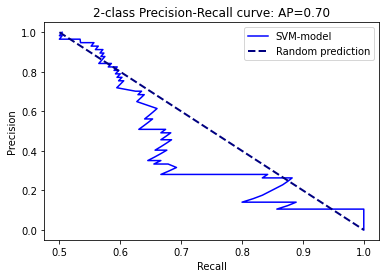 2-class Precision-Recall curve: AP=0.70
SVM-model
Random prediction
Precision
1.0
0.8
0.6
0.4
0.2
0.0
0.5
0.6
0.7
0.8
0.9
1.0
Recall